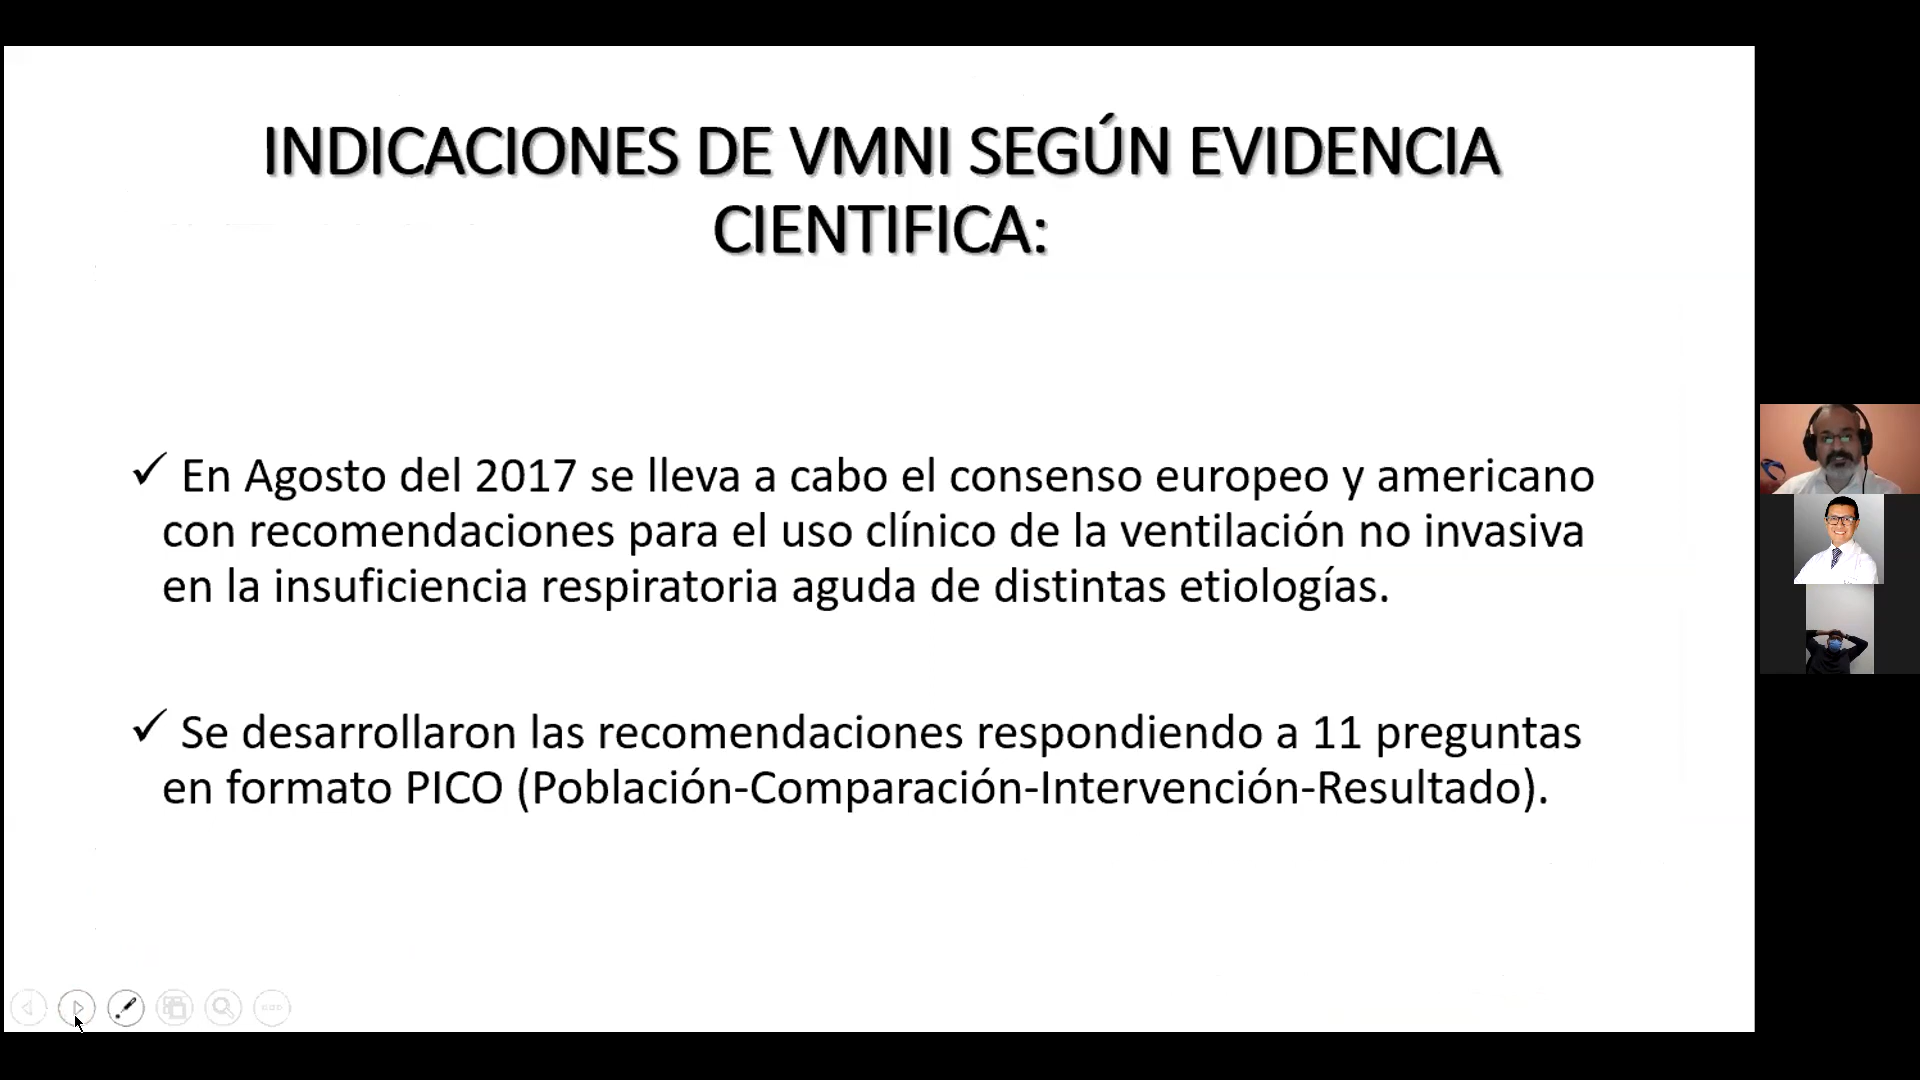 INDICACIONES DE VMNI SEGÚN EVIDENCIA
CIENTIFICA:
✓ En Agosto del 2017 se lleva a cabo el consenso europeo y americano
con recomendaciones para el uso clínico de la ventilación no invasiva
en la insuficiencia respiratoria aguda de distintas etiologías.
✓ Se desarrollaron las recomendaciones respondiendo a 11 preguntas
en formato PICO (Población-Comparación-Intervención-Resultado).